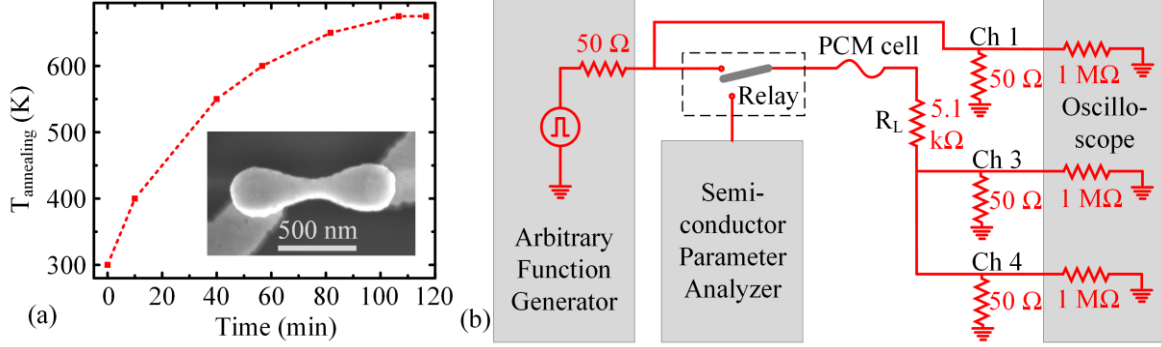 T_annealing (K)
600
500
400
300
0
20
40
60
80
100
120
Time (min)
500 nm
(a)
50 Ω
PCM cell
Relay
R_L
5.1
kΩ
Ch 1
50 Ω
1 MΩ
Oscillo-
scope
Ch 3
50 Ω
1 MΩ
Ch 4
50 Ω
1 MΩ
Arbitrary
Function
Generator
Semi-
conductor
Parameter
Analyzer
(b)